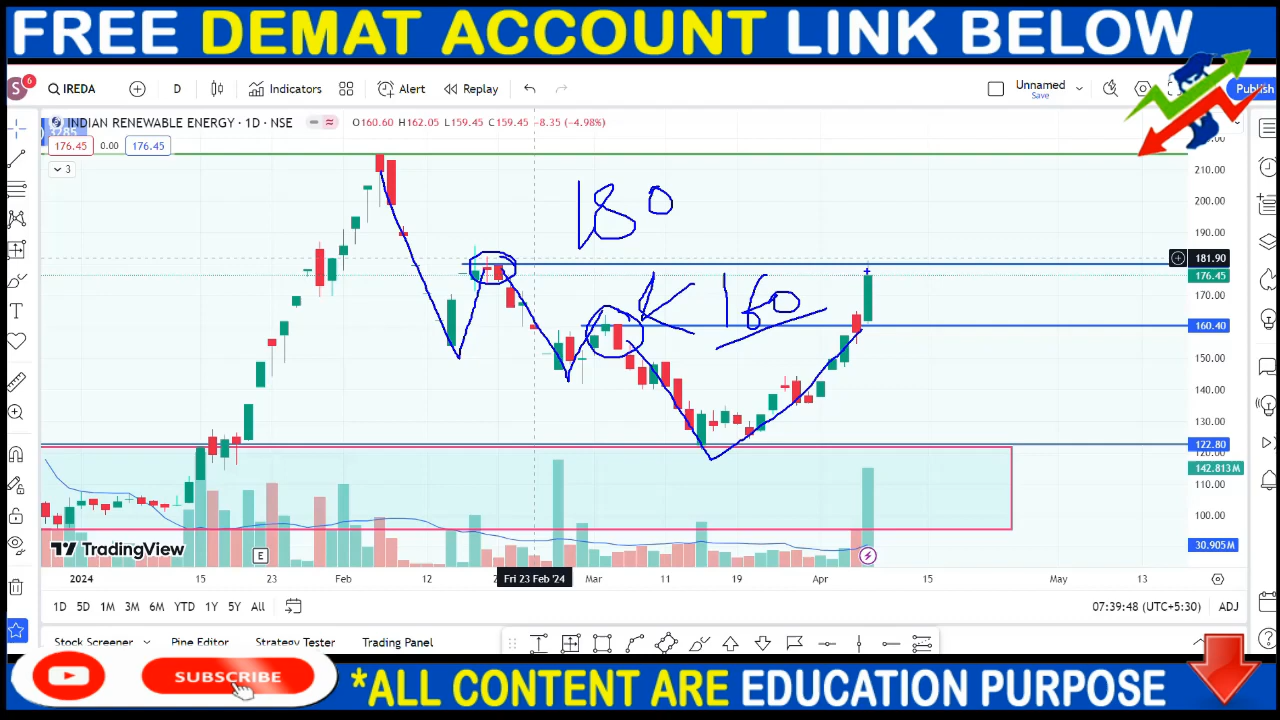 FREE DEMAT ACCOUNT LINK BELOW
S 6 IREDA D Indicators Alert Replay Unnamed Save Publish
INDIAN RENEWABLE ENERGY · 1D · NSE O160.60 H162.05 L159.45 C159.45 -8.35 (-4.98%)
176.45 0.00 176.45
3
210.00
200.00
190.00
180
181.90
176.45
170.00
160
160.40
150.00
140.00
130.00
122.80
120.00
142.813M
110.00
100.00
30.905M
TradingView
E
2024 15 23 Feb 12 Fri 23 Feb '24 Mar 11 19 Apr 15 May 13
1D 5D 1M 3M 6M YTD 1Y 5Y All 07:39:48 (UTC+5:30) ADJ
Stock Screener Pine Editor Strategy Tester Trading Panel
SUBSCRIBE
*ALL CONTENT ARE EDUCATION PURPOSE